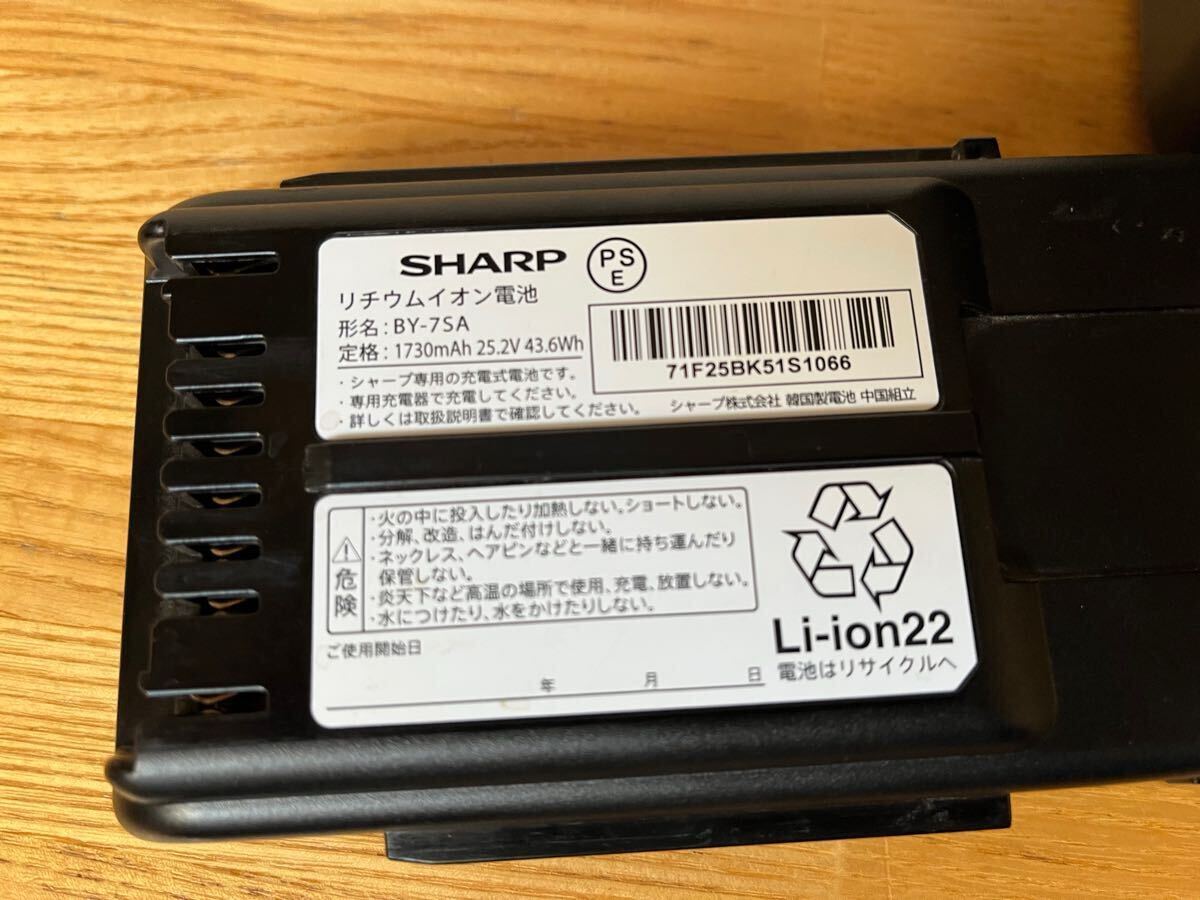 SHARP
PS
E
リチウムイオン電池
形名:BY-7SA
定格:1730mAh 25.2V 43.6Wh
・シャープ専用の充電式電池です。
・専用充電器で充電してください。
・詳しくは取扱説明書で確認してください。
71F25BK51S1066
シャープ株式会社 韓国製電池 中国組立
危険
・火の中に投入したり加熱しない。ショートしない。
・分解、改造、はんだ付けしない。
・ネックレス、ヘアピンなどと一緒に持ち運んだり
保管しない。
・炎天下など高温の場所で使用、充電、放置しない。
・水につけたり、水をかけたりしない。
ご使用開始日
年 月 日
Li-ion22
電池はリサイクルへ